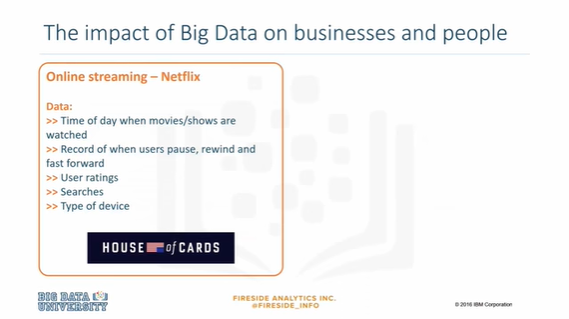 The impact of Big Data on businesses and people
Online streaming – Netflix
Data:
>> Time of day when movies/shows are
watched
>> Record of when users pause, rewind and
fast forward
>> User ratings
>> Searches
>> Type of device
HOUSE of CARDS
BIG DATA
UNIVERSITY
FIRESIDE ANALYTICS INC.
@FIRESIDE_INFO
© 2016 IBM Corporation